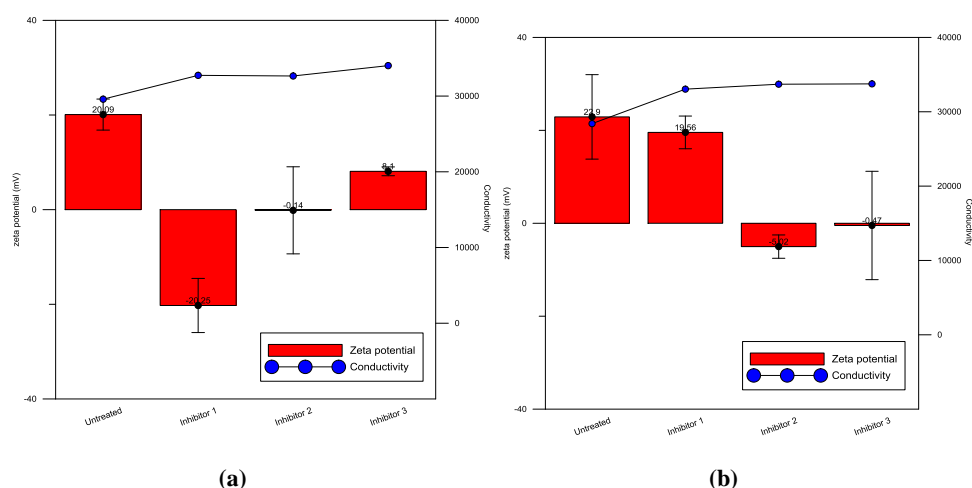 40
40000
20.09
30000
8.1
20000
-0.14
zeta potential (mV)
0
Conductivity
10000
-20.25
0
Zeta potential
Conductivity
-40
Untreated
Inhibitor 1
Inhibitor 2
Inhibitor 3
(a)
40
40000
22.9
19.56
30000
20000
-0.47
zeta potential (mV)
0
Conductivity
-5.02
10000
0
Zeta potential
Conductivity
-40
Untreated
Inhibitor 1
Inhibitor 2
Inhibitor 3
(b)